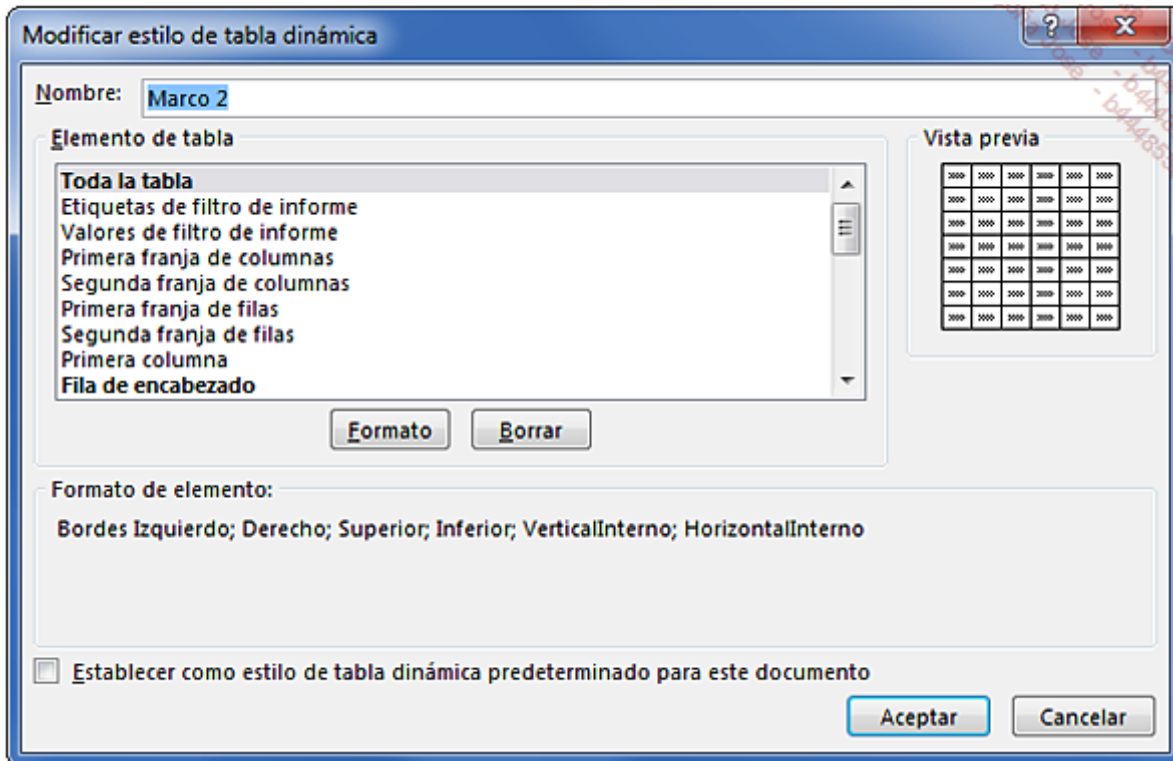 Modificar estilo de tabla dinámica
Nombre: Marco 2
Elemento de tabla
Toda la tabla
Etiquetas de filtro de informe
Valores de filtro de informe
Primera franja de columnas
Segunda franja de columnas
Primera franja de filas
Segunda franja de filas
Primera columna
Fila de encabezado
Formato
Borrar
Vista previa
Formato de elemento:
Bordes Izquierdo; Derecho; Superior; Inferior; VerticalInterno; HorizontalInterno
Establecer como estilo de tabla dinámica predeterminado para este documento
Aceptar
Cancelar